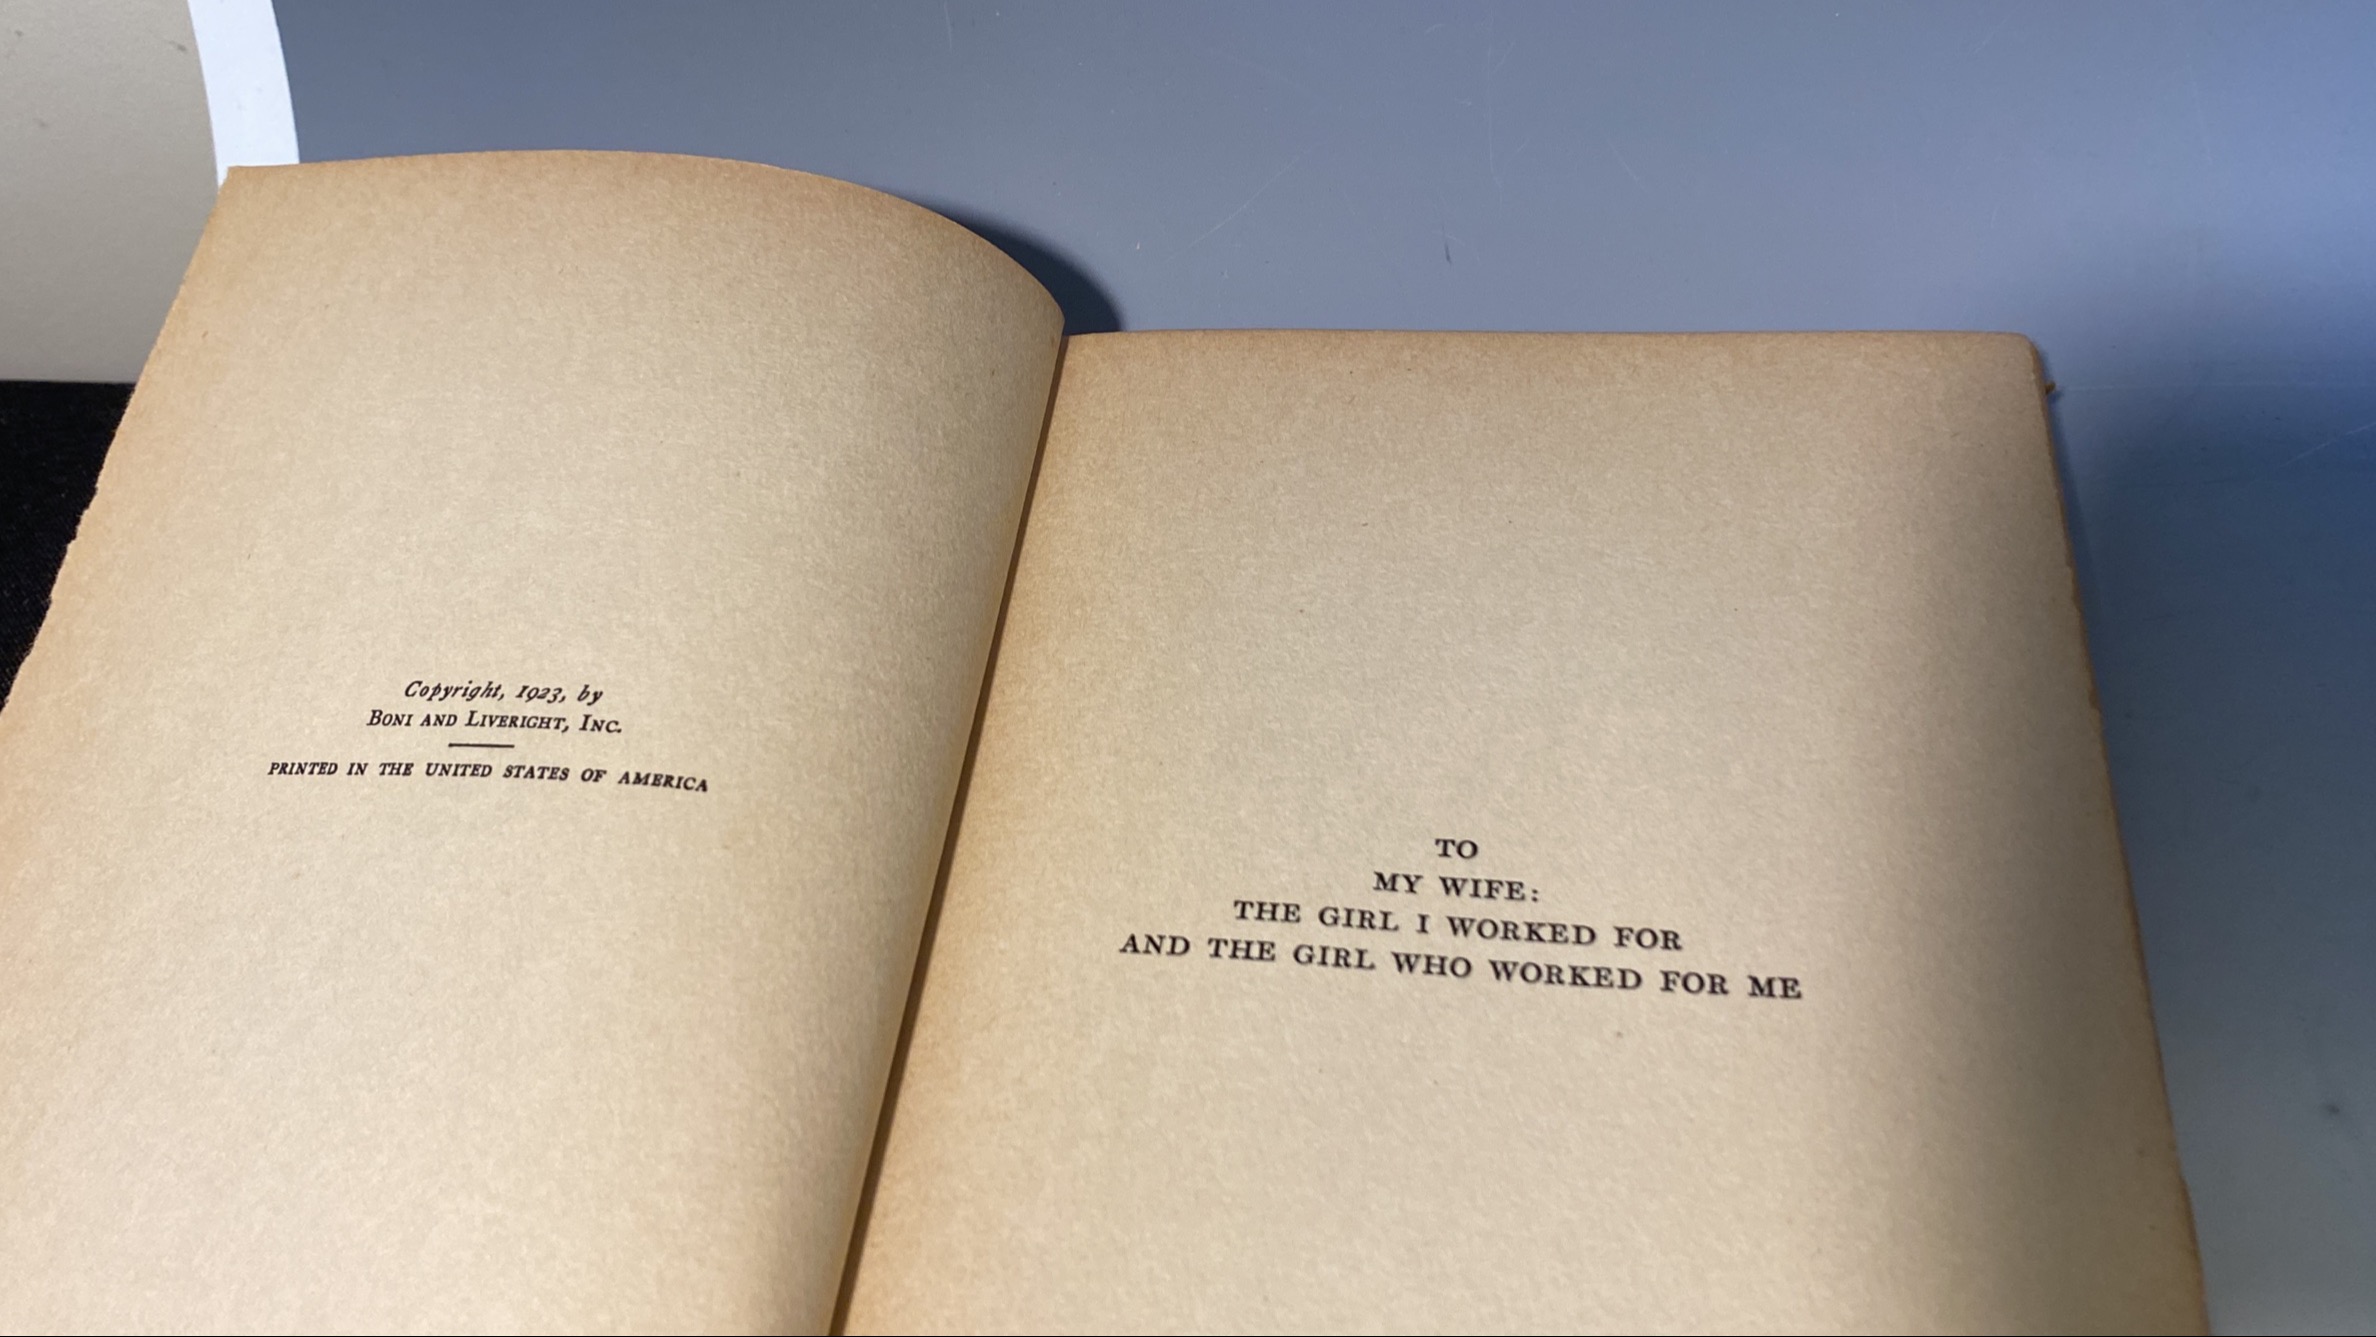 Copyright, 1923, by
BONI AND LIVERIGHT, INC.
PRINTED IN THE UNITED STATES OF AMERICA
TO
MY WIFE:
THE GIRL I WORKED FOR
AND THE GIRL WHO WORKED FOR ME